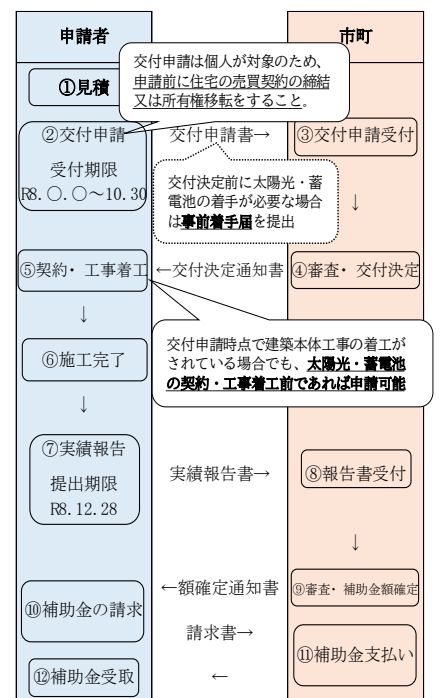 申請者
市町
①見積
交付申請は個人が対象のため、
申請前に住宅の売買契約の締結
又は所有権移転をすること。
②交付申請
受付期限
R8.〇.〇～10.30
交付申請書→
③交付申請受付
交付決定前に太陽光・蓄
電池の着手が必要な場合
は事前着手届を提出
↓
⑤契約・工事着工
←交付決定通知書
④審査・交付決定
↓
交付申請時点で建築本体工事の着工が
されている場合でも、太陽光・蓄電池
の契約・工事着工前であれば申請可能
⑥施工完了
↓
⑦実績報告
提出期限
R8.12.28
実績報告書→
⑧報告書受付
↓
←額確定通知書
⑨審査・補助金額確定
⑩補助金の請求
請求書→
⑪補助金支払い
⑫補助金受取
←